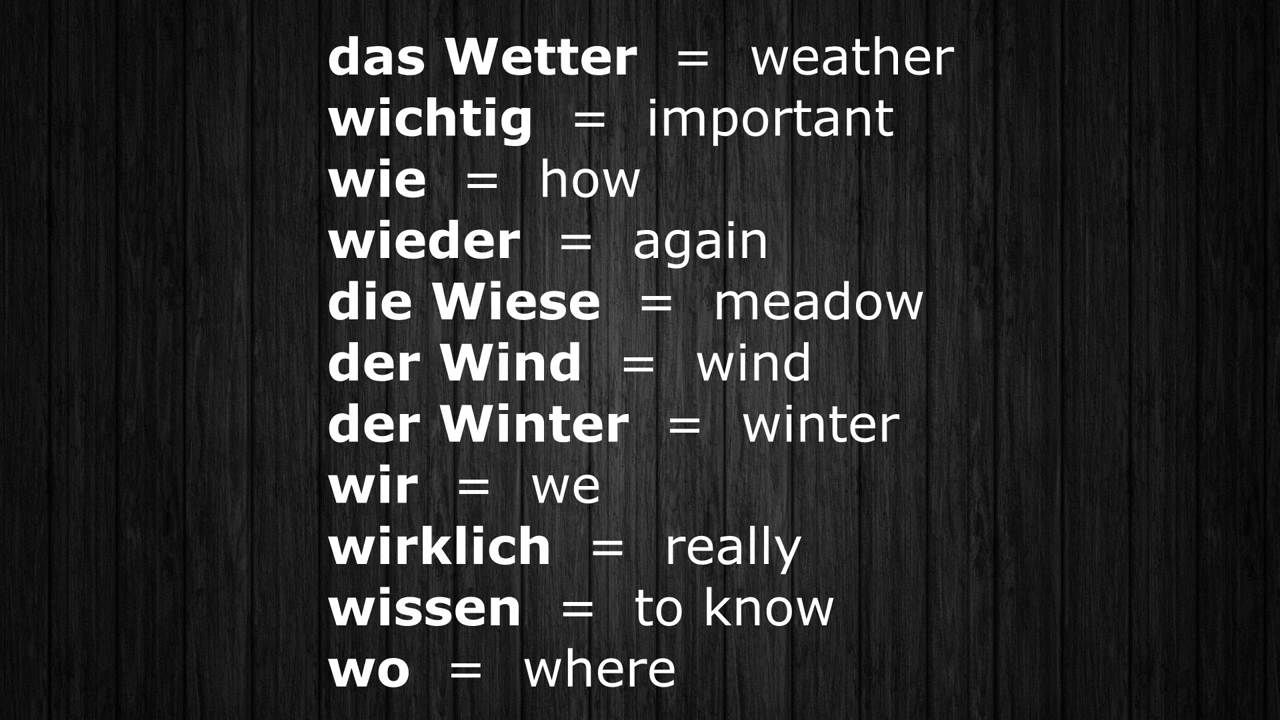 das Wetter = weather
wichtig = important
wie = how
wieder = again
die Wiese = meadow
der Wind = wind
der Winter = winter
wir = we
wirklich = really
wissen = to know
wo = where